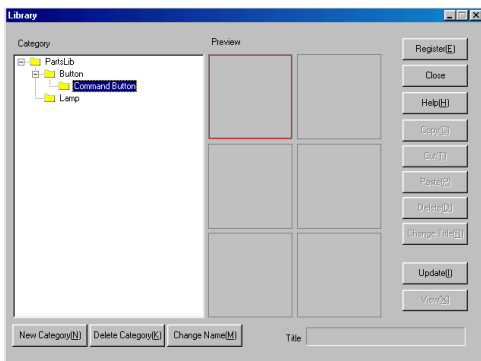 Library
Category
Preview
PartsLib
Button
Command Button
Lamp
Register(E)
Close
Help(H)
Copy(C)
Cut(T)
Paste(P)
Delete(D)
Change Title(R)
Update(I)
View(X)
New Category(N) Delete Category(K) Change Name(M)
Title